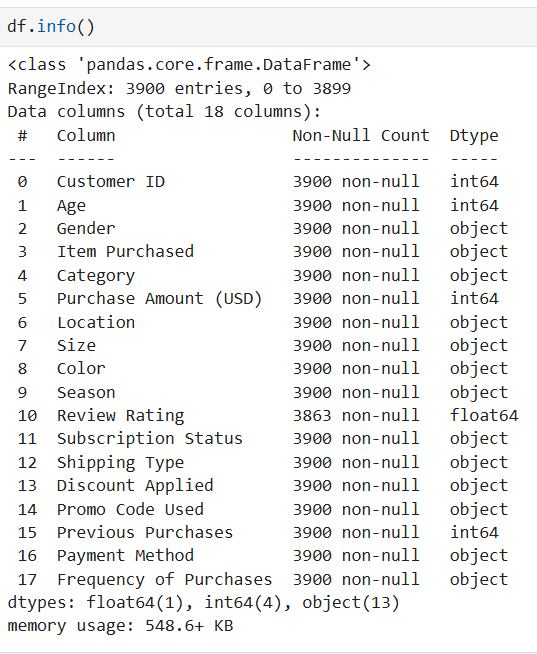 df.info()
<class 'pandas.core.frame.DataFrame'>
RangeIndex: 3900 entries, 0 to 3899
Data columns (total 18 columns):
 #   Column                  Non-Null Count  Dtype
---  ------                  --------------  -----
 0   Customer ID             3900 non-null   int64
 1   Age                     3900 non-null   int64
 2   Gender                  3900 non-null   object
 3   Item Purchased          3900 non-null   object
 4   Category                3900 non-null   object
 5   Purchase Amount (USD)   3900 non-null   int64
 6   Location                3900 non-null   object
 7   Size                    3900 non-null   object
 8   Color                   3900 non-null   object
 9   Season                  3900 non-null   object
 10  Review Rating           3863 non-null   float64
 11  Subscription Status     3900 non-null   object
 12  Shipping Type           3900 non-null   object
 13  Discount Applied        3900 non-null   object
 14  Promo Code Used         3900 non-null   object
 15  Previous Purchases      3900 non-null   int64
 16  Payment Method          3900 non-null   object
 17  Frequency of Purchases  3900 non-null   object
dtypes: float64(1), int64(4), object(13)
memory usage: 548.6+ KB